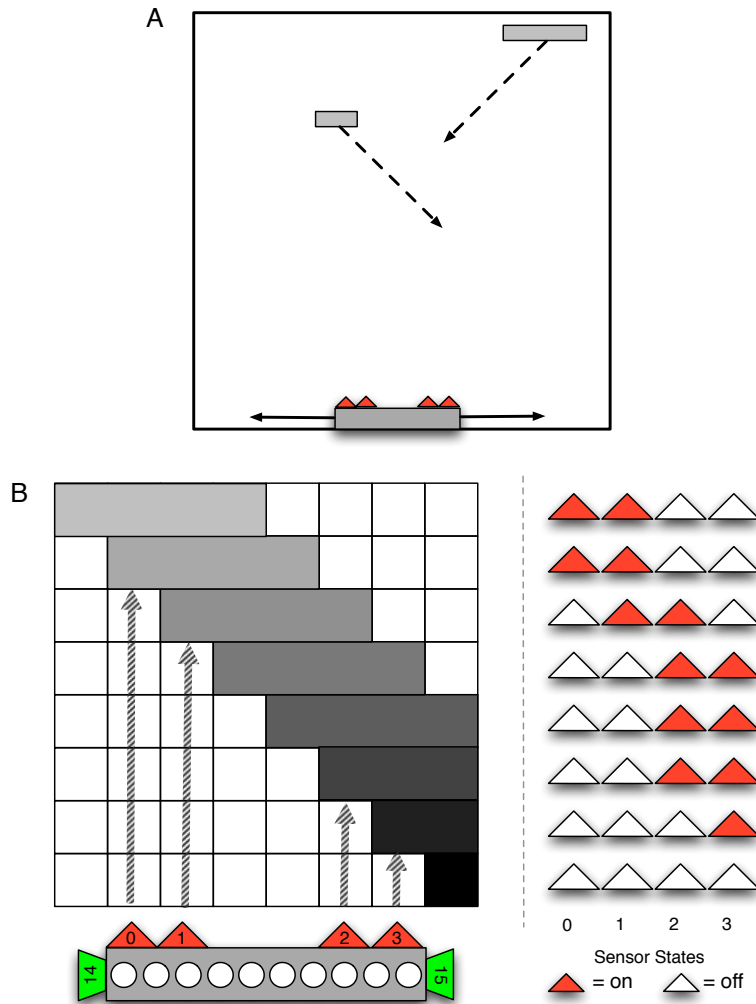 A
B
0 1 2 3
14 15
0 1 2 3
Sensor States
= on = off